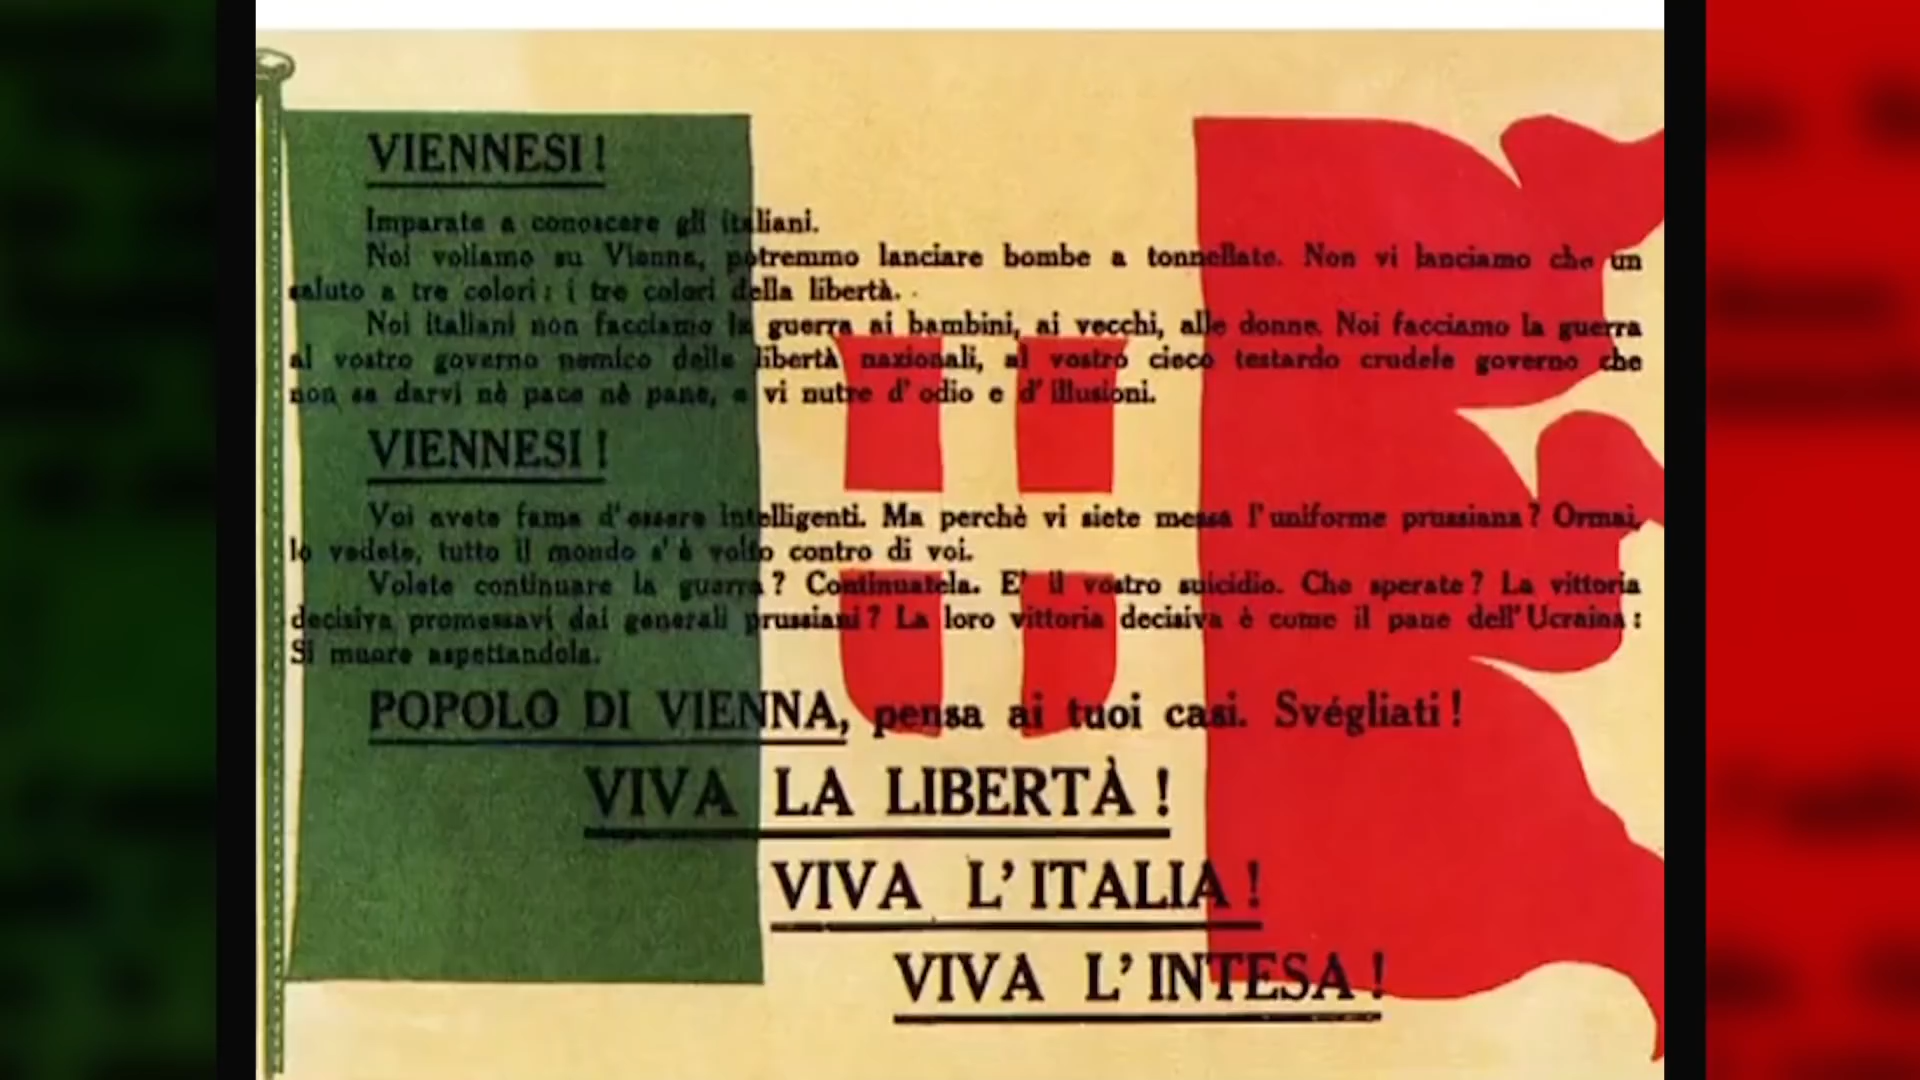 VIENNESI!
Imparate a conoscere gli italiani.
Noi voliamo su Vienna, potremmo lanciare bombe a tonnellate. Non vi lanciamo che un
saluto a tre colori: i tre colori della libertà.
Noi italiani non facciamo la guerra ai bambini, ai vecchi, alle donne. Noi facciamo la guerra
al vostro governo nemico delle libertà nazionali, al vostro cieco testardo crudele governo che
non sa darvi nè pace nè pane, e vi nutre d'odio e d'illusioni.
VIENNESI!
Voi avete fama d'essere intelligenti. Ma perchè vi siete messa l'uniforme prussiana? Ormai,
lo vedete, tutto il mondo s'è volto contro di voi.
Volete continuare la guerra? Continuatela. E' il vostro suicidio. Che sperate? La vittoria
decisiva promessavi dai generali prussiani? La loro vittoria decisiva è come il pane dell'Ucraina:
Si muore aspettandola.
POPOLO DI VIENNA, pensa ai tuoi casi. Svégliati!
VIVA LA LIBERTÀ!
VIVA L'ITALIA!
VIVA L'INTESA!